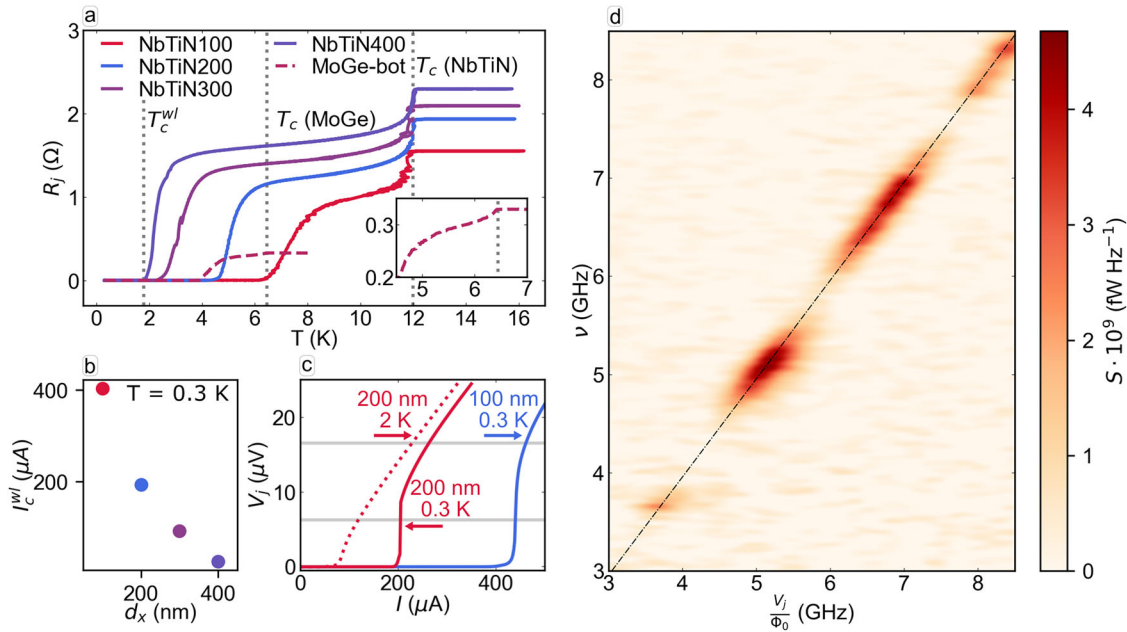 a
3
2
1
0
R_j (Ω)
NbTiN100
NbTiN200
NbTiN300
NbTiN400
MoGe-bot
T_c (NbTiN)
T_c^{wl}
T_c (MoGe)
0.3
0.2
5
6
7
0 2 4 6 8 10 12 14 16
T (K)
b
400
200
I_c^{wl} (μA)
T = 0.3 K
200 400
d_x (nm)
c
20
10
0
V_j (μV)
200 nm
2 K
100 nm
0.3 K
200 nm
0.3 K
0 200 400
I (μA)
d
8
7
6
5
4
3
ν (GHz)
3 4 5 6 7 8
V_j/Φ_0 (GHz)
4
3
2
1
0
S · 10^9 (fW Hz^{-1})